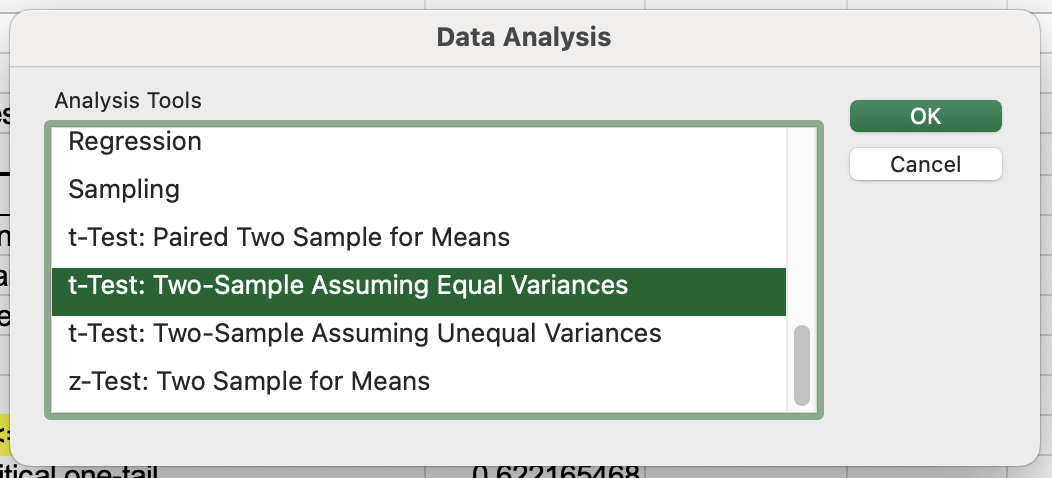 Data Analysis
Analysis Tools
OK
Cancel
Regression
Sampling
t-Test: Paired Two Sample for Means
t-Test: Two-Sample Assuming Equal Variances
t-Test: Two-Sample Assuming Unequal Variances
z-Test: Two Sample for Means
itical one-tail 0.622165468